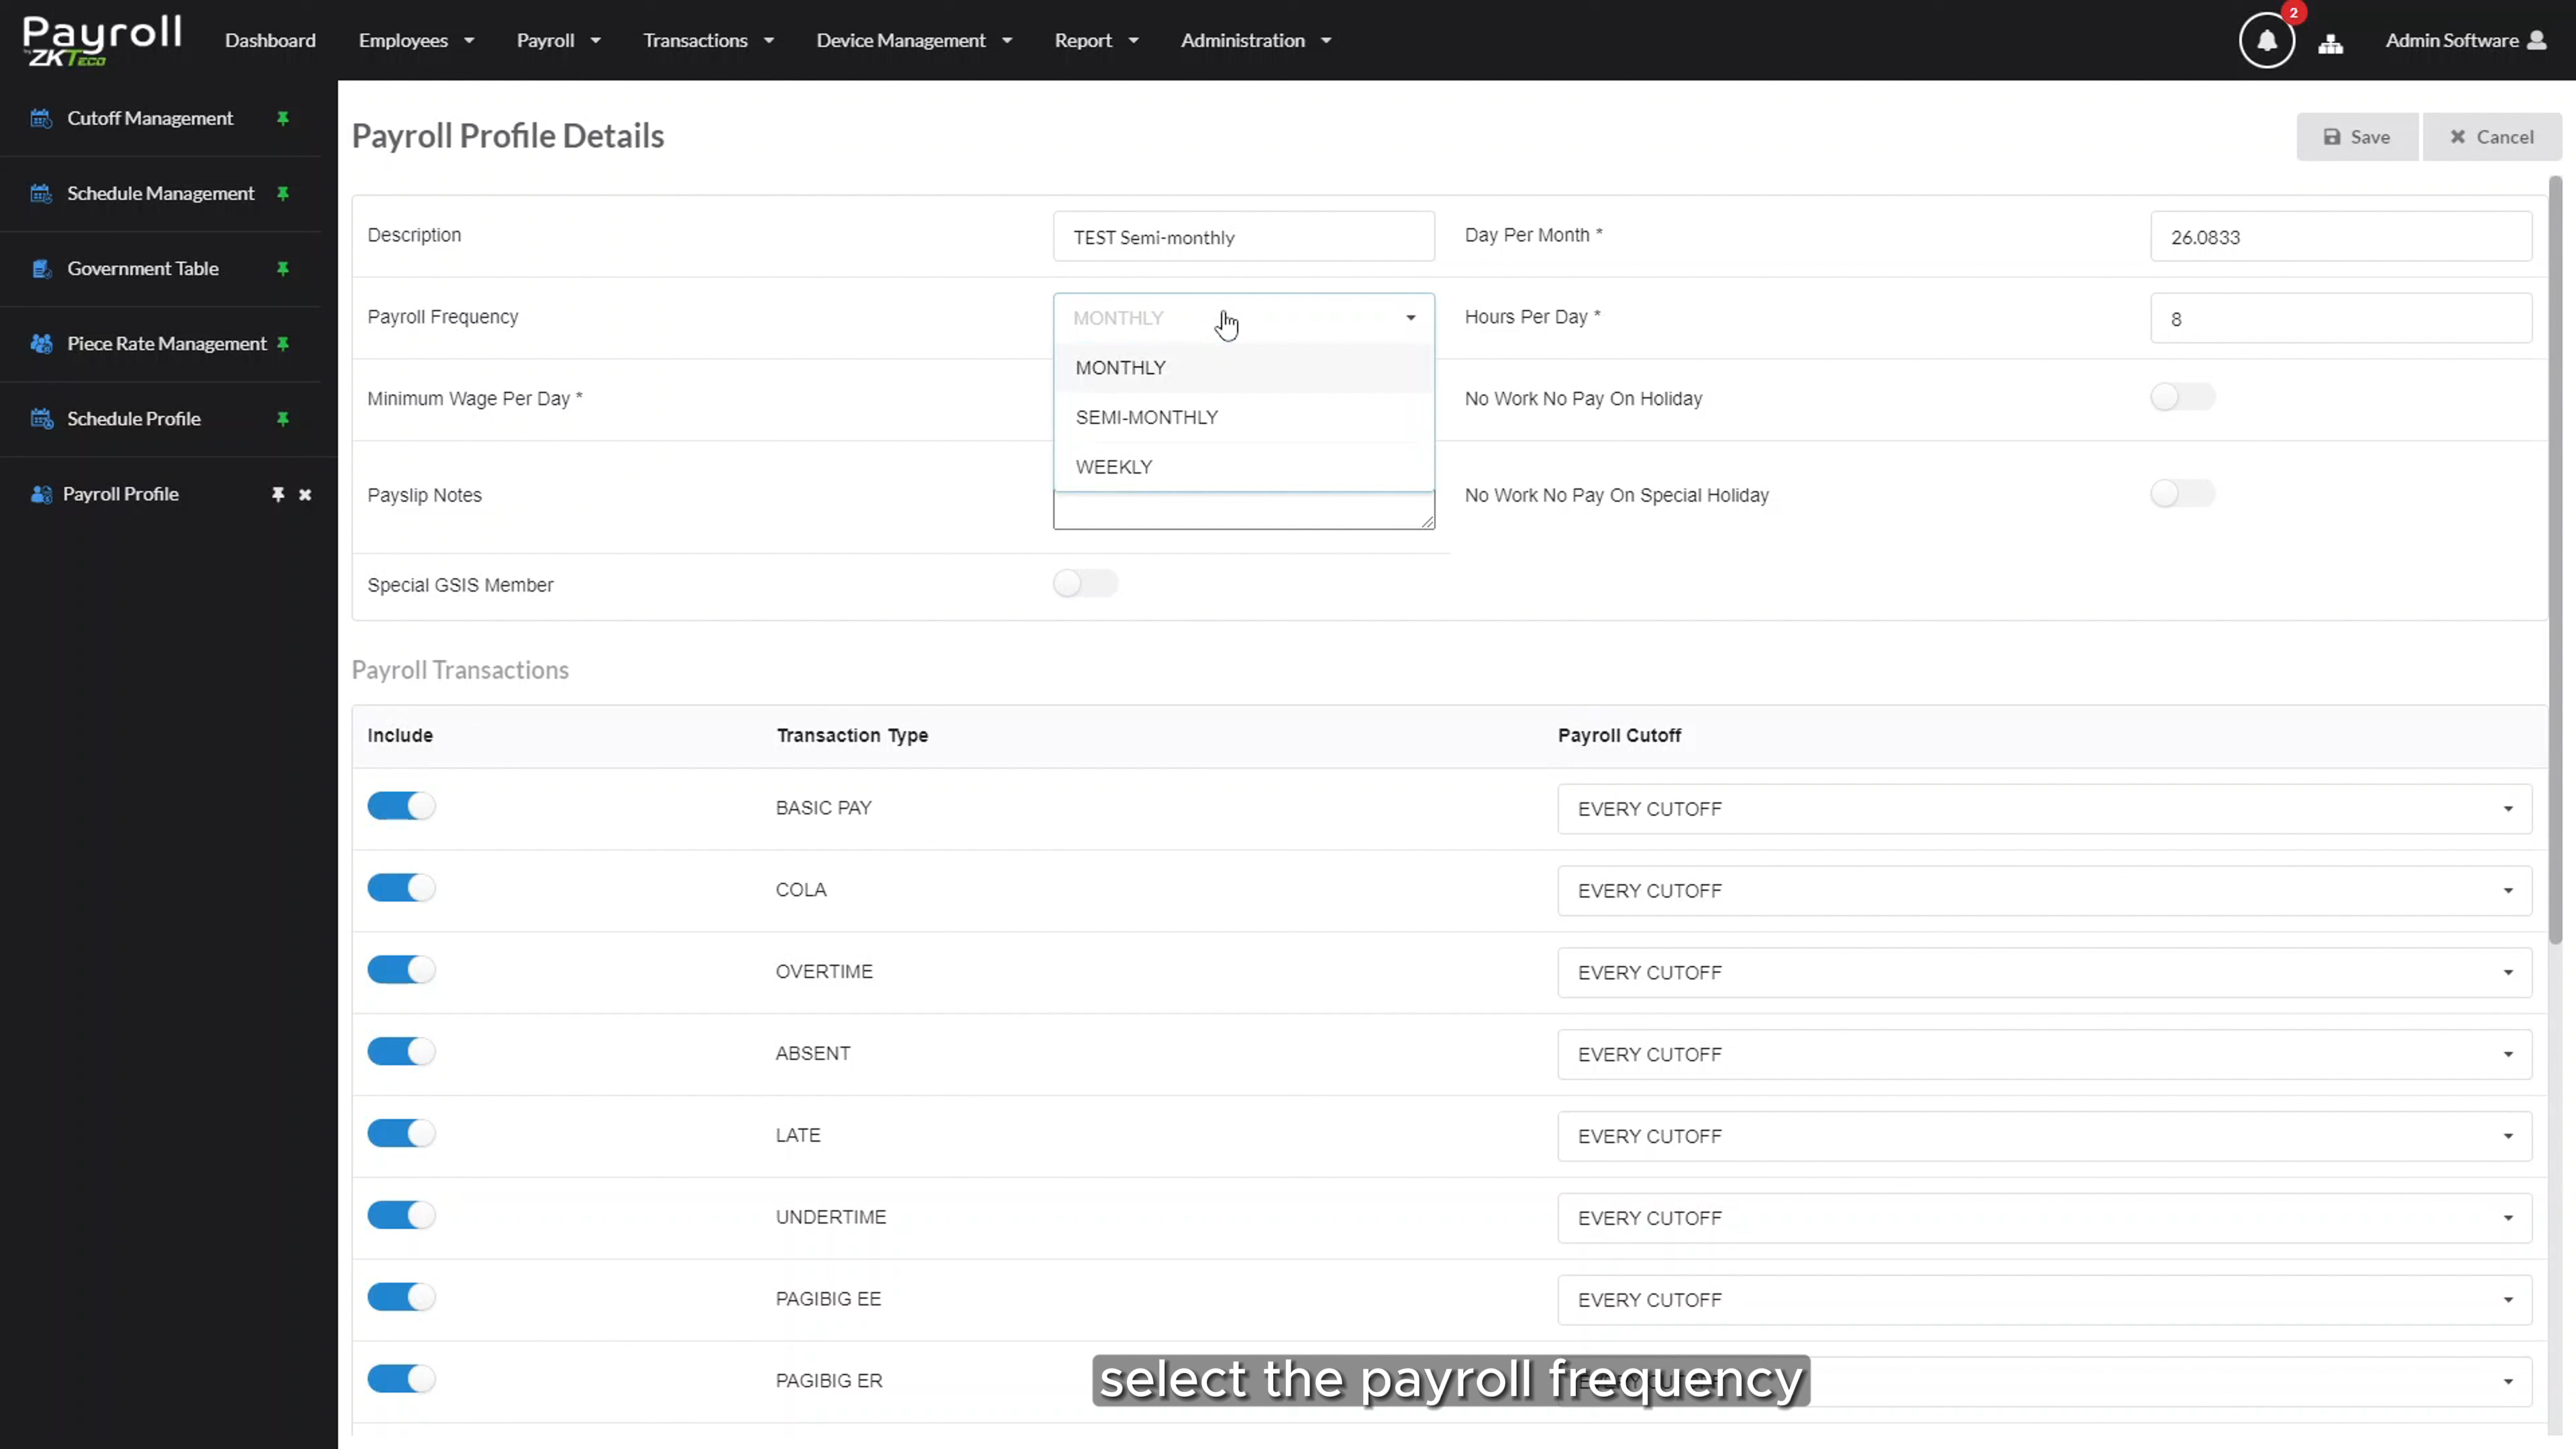 Payroll
by ZKTeco
Dashboard
Employees
Payroll
Transactions
Device Management
Report
Administration
2
Admin Software
Cutoff Management
Schedule Management
Government Table
Piece Rate Management
Schedule Profile
Payroll Profile
Payroll Profile Details
Save
Cancel
Description
TEST Semi-monthly
Day Per Month *
26.0833
Payroll Frequency
MONTHLY
Hours Per Day *
8
MONTHLY
SEMI-MONTHLY
WEEKLY
Minimum Wage Per Day *
No Work No Pay On Holiday
Payslip Notes
No Work No Pay On Special Holiday
Special GSIS Member
Payroll Transactions
Include
Transaction Type
Payroll Cutoff
BASIC PAY
EVERY CUTOFF
COLA
EVERY CUTOFF
OVERTIME
EVERY CUTOFF
ABSENT
EVERY CUTOFF
LATE
EVERY CUTOFF
UNDERTIME
EVERY CUTOFF
PAGIBIG EE
EVERY CUTOFF
PAGIBIG ER
select the payroll frequency